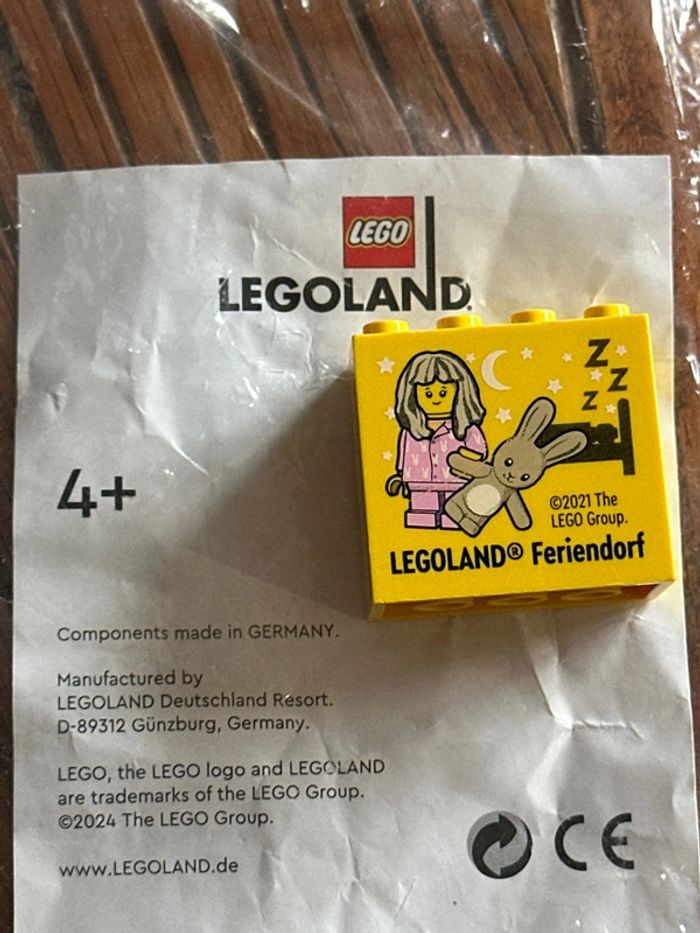 LEGO
LEGOLAND®
Z
Z
Z
©2021 The
LEGO Group.
LEGOLAND® Feriendorf
4+
Components made in GERMANY.
Manufactured by
LEGOLAND Deutschland Resort.
D-89312 Günzburg, Germany.
LEGO, the LEGO logo and LEGOLAND
are trademarks of the LEGO Group.
©2024 The LEGO Group.
www.LEGOLAND.de
CE